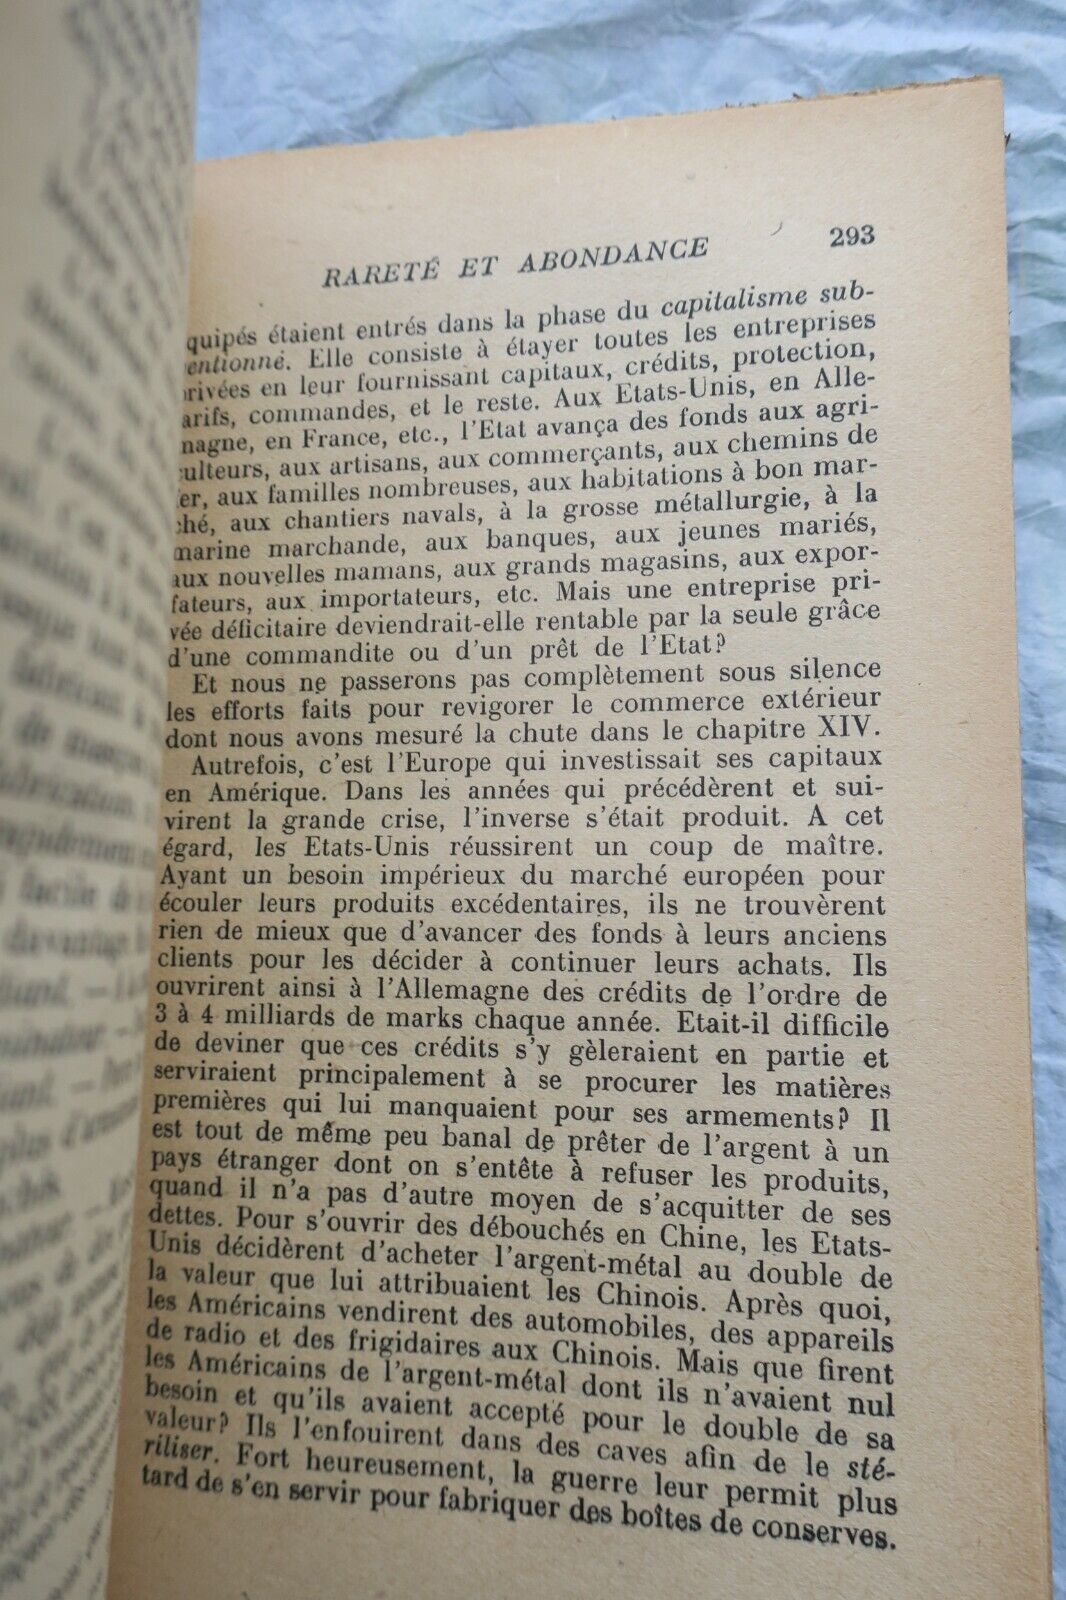 RARETÉ ET ABONDANCE 293
quipés étaient entrés dans la phase du capitalisme sub-
entionné. Elle consiste à étayer toutes les entreprises
rivées en leur fournissant capitaux, crédits, protection,
arifs, commandes, et le reste. Aux Etats-Unis, en Alle-
magne, en France, etc., l'Etat avança des fonds aux agri-
culteurs, aux artisans, aux commerçants, aux chemins de
er, aux familles nombreuses, aux habitations à bon mar-
ché, aux chantiers navals, à la grosse métallurgie, à la
marine marchande, aux banques, aux jeunes mariés,
aux nouvelles mamans, aux grands magasins, aux expor-
tateurs, aux importateurs, etc. Mais une entreprise pri-
vée déficitaire deviendrait-elle rentable par la seule grâce
d'une commandite ou d'un prêt de l'Etat?
Et nous ne passerons pas complètement sous silence
les efforts faits pour revigorer le commerce extérieur
dont nous avons mesuré la chute dans le chapitre XIV.
Autrefois, c'est l'Europe qui investissait ses capitaux
en Amérique. Dans les années qui précédèrent et sui-
virent la grande crise, l'inverse s'était produit. A cet
égard, les Etats-Unis réussirent un coup de maître.
Ayant un besoin impérieux du marché européen pour
écouler leurs produits excédentaires, ils ne trouvèrent
rien de mieux que d'avancer des fonds à leurs anciens
clients pour les décider à continuer leurs achats. Ils
ouvrirent ainsi à l'Allemagne des crédits de l'ordre de
3 à 4 milliards de marks chaque année. Etait-il difficile
de deviner que ces crédits s'y gèleraient en partie et
serviraient principalement à se procurer les matières
premières qui lui manquaient pour ses armements? Il
est tout de même peu banal de prêter de l'argent à un
pays étranger dont on s'entête à refuser les produits,
quand il n'a pas d'autre moyen de s'acquitter de ses
dettes. Pour s'ouvrir des débouchés en Chine, les Etats-
Unis décidèrent d'acheter l'argent-métal au double de
la valeur que lui attribuaient les Chinois. Après quoi,
les Américains vendirent des automobiles, des appareils
de radio et des frigidaires aux Chinois. Mais que firent
les Américains de l'argent-métal dont ils n'avaient nul
besoin et qu'ils avaient accepté pour le double de sa
valeur? Ils l'enfouirent dans des caves afin de le sté-
riliser. Fort heureusement, la guerre leur permit plus
tard de s'en servir pour fabriquer des boîtes de conserves.